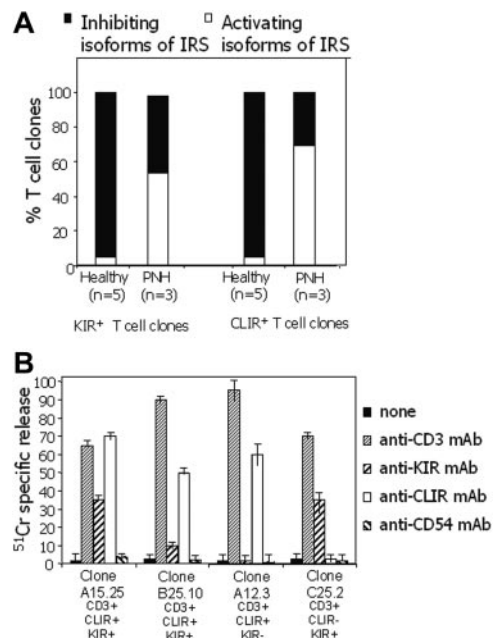 A
Inhibiting isoforms of IRS
Activating isoforms of IRS
% T cell clones
100
80
60
40
20
0
Healthy (n=5)
PNH (n=3)
Healthy (n=5)
PNH (n=3)
KIR+ T cell clones
CLIR+ T cell clones
B
51Cr specific release
100
90
80
70
60
50
40
30
20
10
0
none
anti-CD3 mAb
anti-KIR mAb
anti-CLIR mAb
anti-CD54 mAb
Clone A15.25 CD3+ CLIR+ KIR+
Clone B25.10 CD3+ CLIR+ KIR+
Clone A12.3 CD3+ CLIR+ KIR-
Clone C25.2 CD3+ CLIR- KIR+